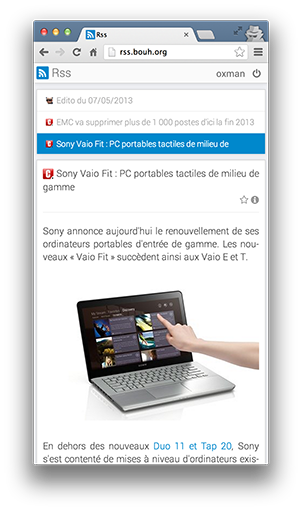 Rss
rss.bouh.org
Rss
oxman
Edito du 07/05/2013
EMC va supprimer plus de 1 000 postes d'ici la fin 2013
Sony Vaio Fit : PC portables tactiles de milieu de
Sony Vaio Fit : PC portables tactiles de milieu de
gamme
Sony annonce aujourd'hui le renouvellement de ses
ordinateurs portables d'entrée de gamme. Les nou-
veaux « Vaio Fit » succèdent ainsi aux Vaio E et T.
En dehors des nouveaux Duo 11 et Tap 20, Sony
s'est contenté de mises à niveau d'ordinateurs exis-